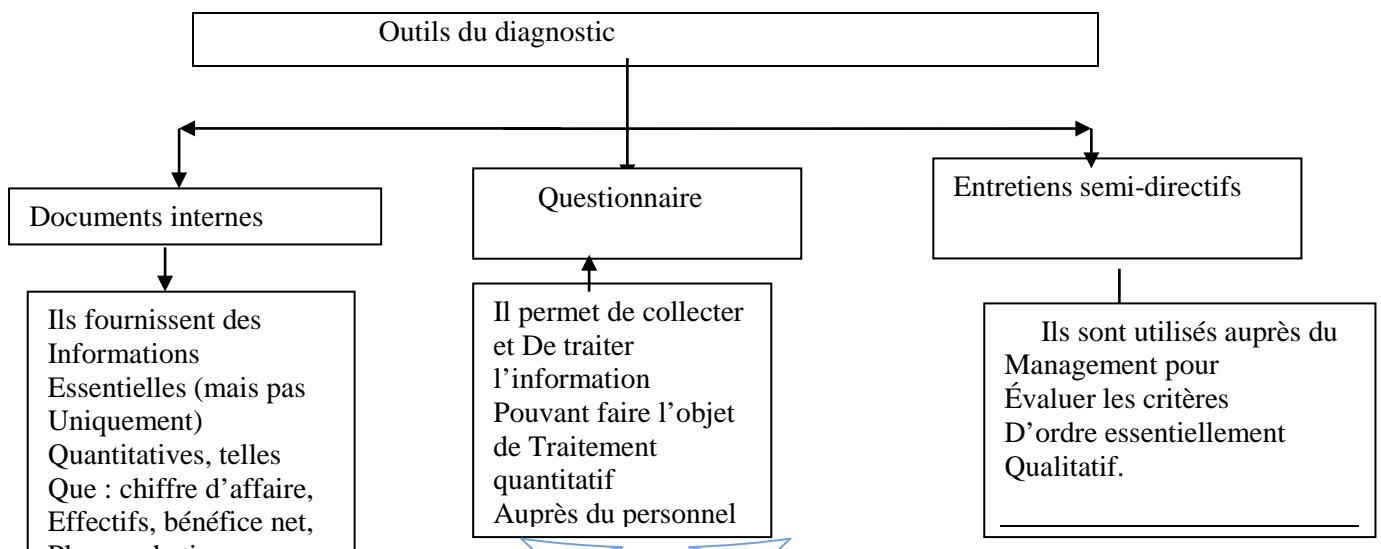 Outils du diagnostic
Documents internes
Questionnaire
Entretiens semi-directifs
Ils fournissent des
Informations
Essentielles (mais pas
Uniquement)
Quantitatives, telles
Que : chiffre d’affaire,
Effectifs, bénéfice net,
Il permet de collecter
et De traiter
l’information
Pouvant faire l’objet
de Traitement
quantitatif
Auprès du personnel
Ils sont utilisés auprès du
Management pour
Évaluer les critères
D’ordre essentiellement
Qualitatif.